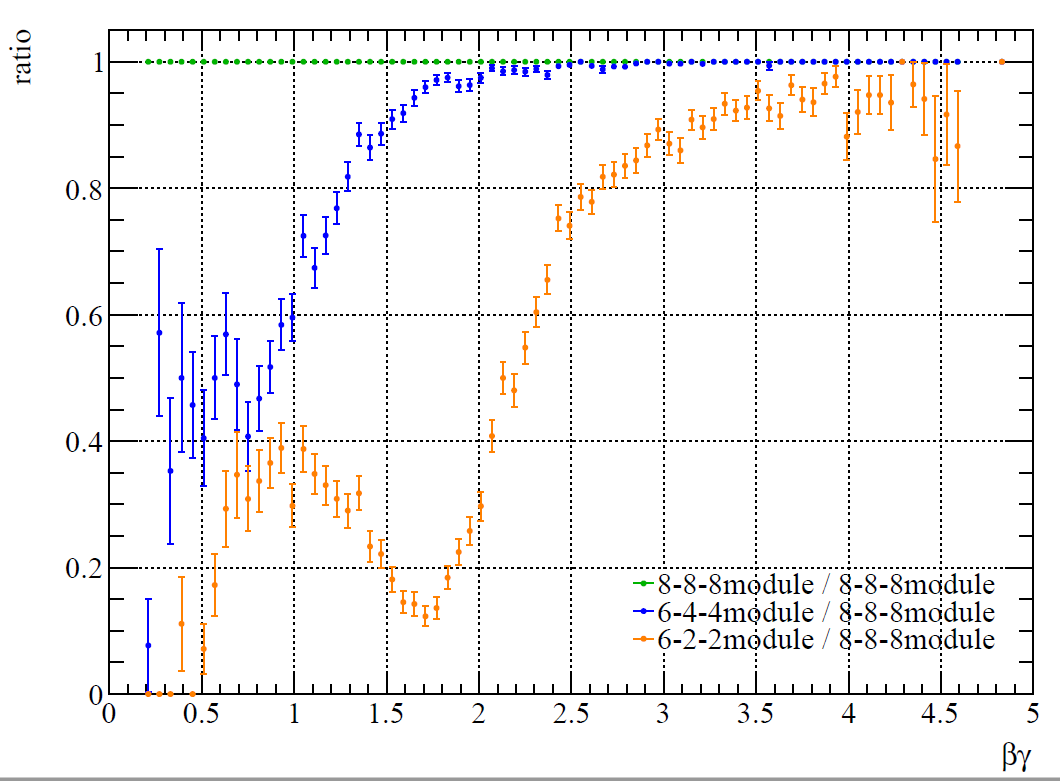 ratio
1
0.8
0.6
0.4
0.2
0
8-8-8module / 8-8-8module
6-4-4module / 8-8-8module
6-2-2module / 8-8-8module
0 0.5 1 1.5 2 2.5 3 3.5 4 4.5 5
βγ